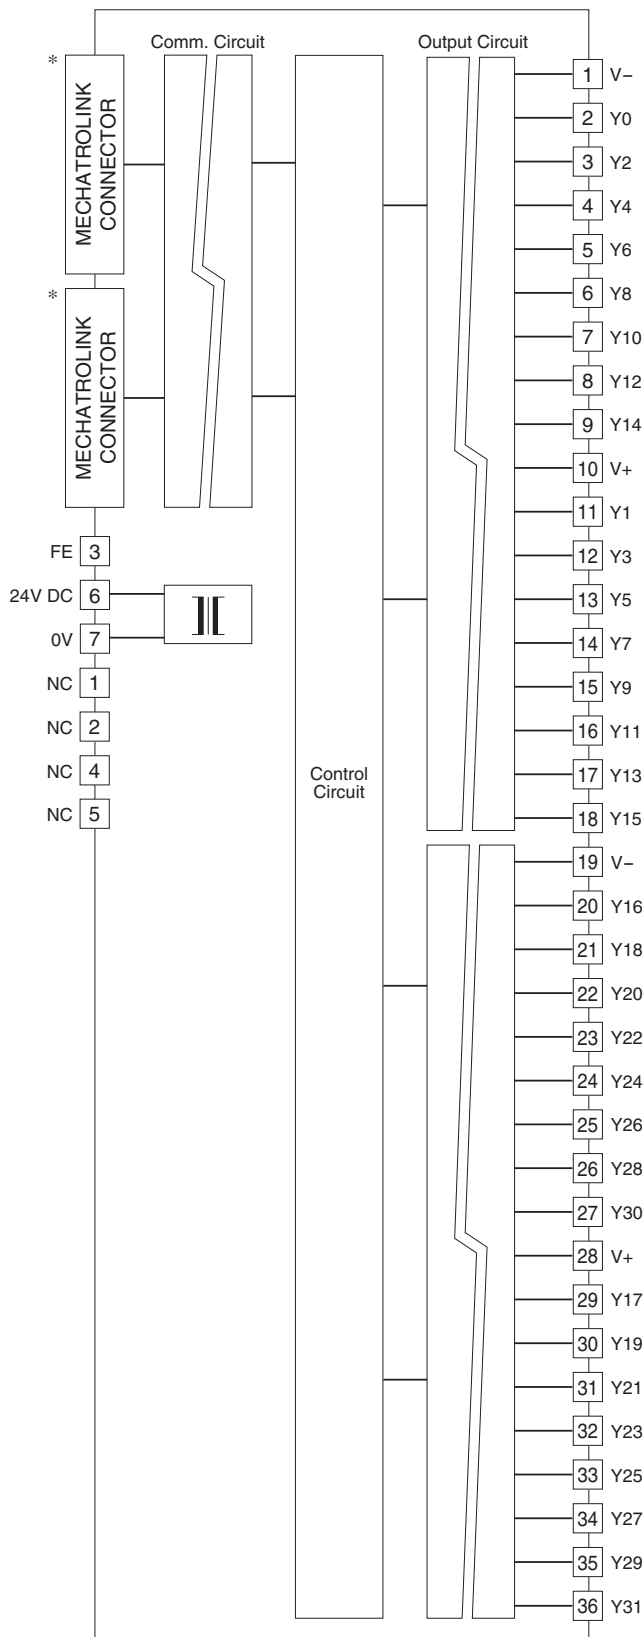 Comm. Circuit
Output Circuit
*
MECHATROLINK
CONNECTOR
*
MECHATROLINK
CONNECTOR
FE 3
24V DC 6
0V 7
NC 1
NC 2
NC 4
NC 5
Control
Circuit
1 V−
2 Y0
3 Y2
4 Y4
5 Y6
6 Y8
7 Y10
8 Y12
9 Y14
10 V+
11 Y1
12 Y3
13 Y5
14 Y7
15 Y9
16 Y11
17 Y13
18 Y15
19 V−
20 Y16
21 Y18
22 Y20
23 Y22
24 Y24
25 Y26
26 Y28
27 Y30
28 V+
29 Y17
30 Y19
31 Y21
32 Y23
33 Y25
34 Y27
35 Y29
36 Y31